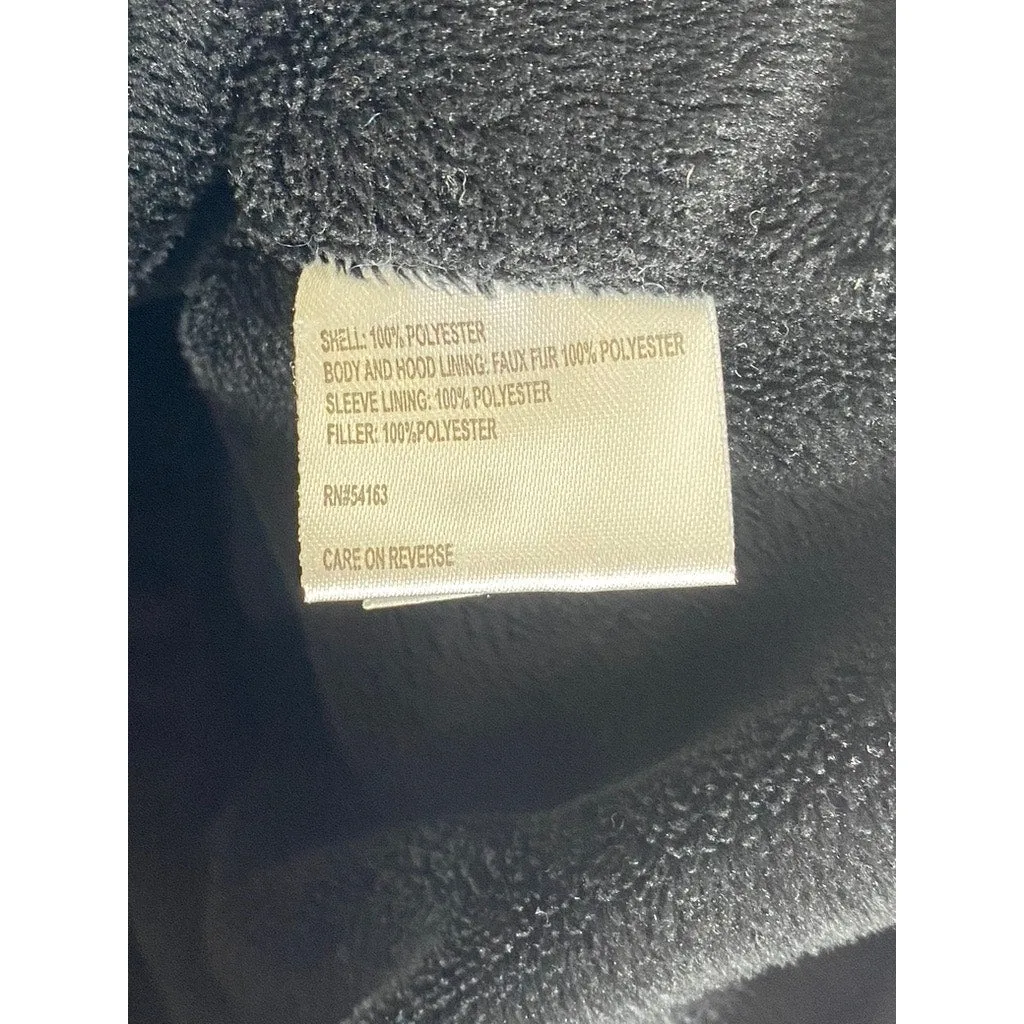 SHELL: 100% POLYESTER
BODY AND HOOD LINING: FAUX FUR 100% POLYESTER
SLEEVE LINING: 100% POLYESTER
FILLER: 100%POLYESTER
RN#54163
CARE ON REVERSE